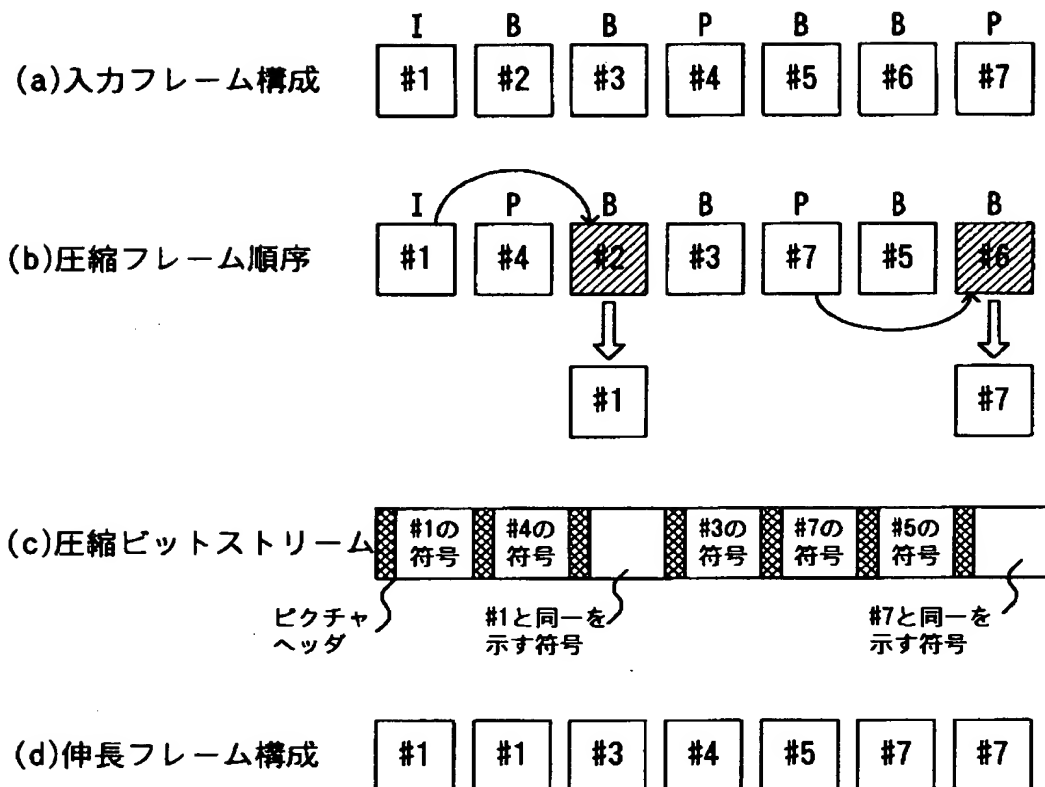 I B B P B B P
(a)入力フレーム構成 #1 #2 #3 #4 #5 #6 #7
I P B B P B B
(b)圧縮フレーム順序 #1 #4 #2 #3 #7 #5 #6
#1 #7
(c)圧縮ビットストリーム
#1の
符号
#4の
符号
#3の
符号
#7の
符号
#5の
符号
ピクチャ
ヘッダ
#1と同一を
示す符号
#7と同一を
示す符号
(d)伸長フレーム構成 #1 #1 #3 #4 #5 #7 #7